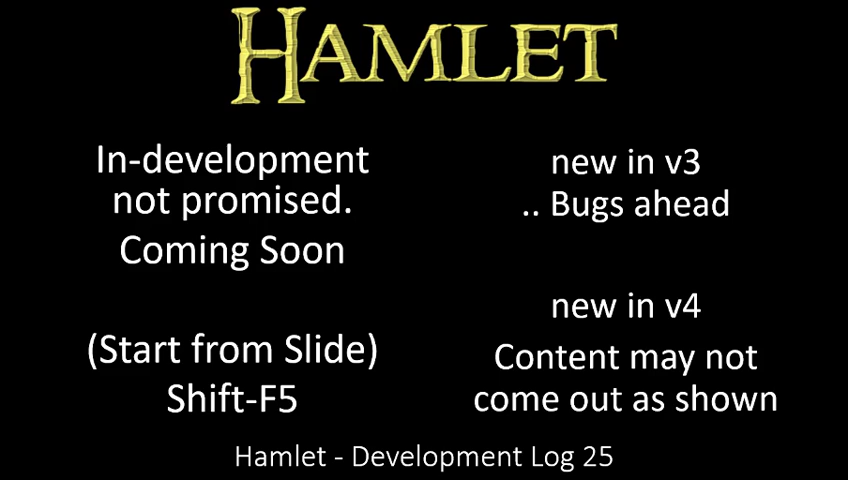 HAMLET
In-development
not promised.
Coming Soon
(Start from Slide)
Shift-F5
new in v3
.. Bugs ahead
new in v4
Content may not
come out as shown
Hamlet - Development Log 25